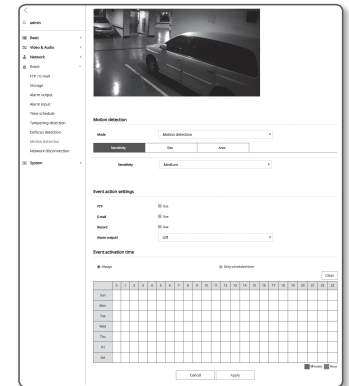 admin
Basic
Video & Audio
Network
Event
FTP / E-mail
Storage
Alarm output
Alarm input
Time schedule
Tampering detection
Defocus detection
Motion detection
Network disconnection
System
Motion detection
Mode Motion detection
Sensitivity Size Area
Sensitivity Medium
Event action settings
FTP Use
E-mail Use
Record Use
Alarm output1 Off
Event activation time
Always Only scheduled time
Clear
0 1 2 3 4 5 6 7 8 9 10 11 12 13 14 15 16 17 18 19 20 21 22 23
Sun
Mon
Tue
Wed
Thu
Fri
Sat
Minutes Hour
Cancel Apply